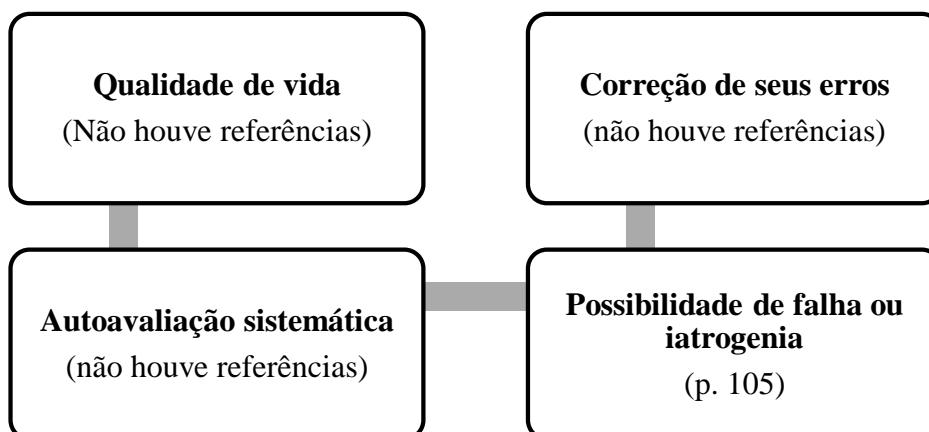 Qualidade de vida
(Não houve referências)
Correção de seus erros
(não houve referências)
Autoavaliação sistemática
(não houve referências)
Possibilidade de falha ou
iatrogenia
(p. 105)